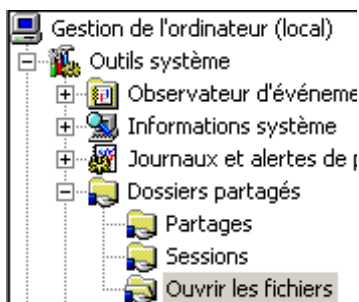 Gestion de l'ordinateur (local)
Outils système
Observateur d'événeme
Informations système
Journaux et alertes de p
Dossiers partagés
Partages
Sessions
Ouvrir les fichiers